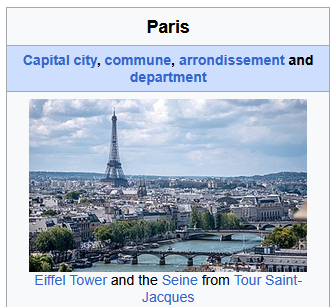 Paris
Capital city, commune, arrondissement and
department
Eiffel Tower and the Seine from Tour Saint-
Jacques